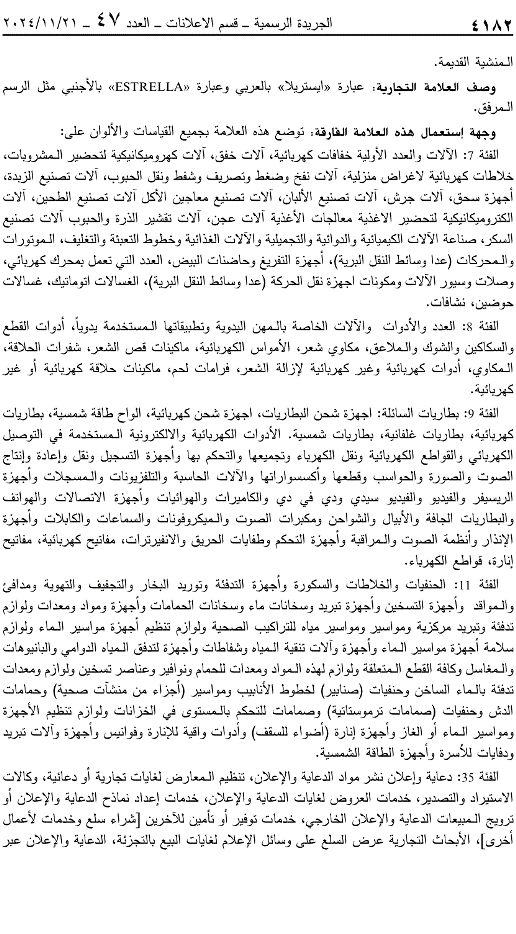 ٤١٨٢ الجريدة الرسمية – قسم الاعلانات – العدد ٤٧ – ٢٠٢٤/١١/٢١
المنشية القديمة.
وصف العلامة التجارية: عبارة «ايستريلا» بالعربي وعبارة «ESTRELLA» بالأجنبي مثل الرسم
المرفق.
وجهة إستعمال هذه العلامة الفارقة: توضع هذه العلامة بجميع القياسات والألوان على:
الفئة 7: الآلات والعدد الأولية خفاقات كهربائية، آلات خفق، آلات كهروميكانيكية لتحضير المشروبات،
خلاطات كهربائية لاغراض منزلية، آلات نفخ وضغط وتصريف وشفط ونقل الحبوب، آلات تصنيع الزبدة،
أجهزة سحق، آلات جرش، آلات تصنيع الألبان، آلات تصنيع معاجين الأكل آلات تصنيع الطحين، آلات
الكتروميكانيكية لتحضير الاغذية معالجات الأغذية آلات عجن، آلات تقشير الذرة والحبوب آلات تصنيع
السكر، صناعة الآلات الكيميائية والدوائية والتجميلية والآلات الغذائية وخطوط التعبئة والتغليف، الموتورات
والمحركات (عدا وسائط النقل البرية)، أجهزة التفريغ وحاضنات البيض، العدد التي تعمل بمحرك كهربائي،
وصلات وسيور الآلات ومكونات اجهزة نقل الحركة (عدا وسائط النقل البرية)، الغسالات اتوماتيك، غسالات
حوضين، نشافات.
الفئة 8: العدد والأدوات والآلات الخاصة بالمهن اليدوية وتطبيقاتها المستخدمة يدوياً، أدوات القطع
والسكاكين والشوك والملاعق، مكاوي شعر، الأمواس الكهربائية، ماكينات قص الشعر، شفرات الحلاقة،
المكاوي، أدوات كهربائية وغير كهربائية لإزالة الشعر، فرامات لحم، ماكينات حلاقة كهربائية أو غير
كهربائية.
الفئة 9: بطاريات السائلة: اجهزة شحن البطاريات، اجهزة شحن كهربائية، الواح طاقة شمسية، بطاريات
كهربائية، بطاريات غلفانية، بطاريات شمسية. الأدوات الكهربائية والالكترونية المستخدمة في التوصيل
الكهربائي والقواطع الكهربائية ونقل الكهرباء وتجميعها والتحكم بها وأجهزة التسجيل ونقل وإعادة وإنتاج
الصوت والصورة والحواسب وقطعها وأكسسواراتها والآلات الحاسبة والتلفزيونات والمسجلات وأجهزة
الريسيفر والفيديو والفيديو سيدي ودي في دي والكاميرات والهوائيات وأجهزة الاتصالات والهواتف
والبطاريات الجافة والأبيال والشواحن ومكبرات الصوت والميكروفونات والسماعات والكابلات وأجهزة
الإنذار وأنظمة الصوت والمراقبة وأجهزة التحكم وطفايات الحريق والانفيرترات، مفاتيح كهربائية، مفاتيح
إنارة، قواطع الكهرباء.
الفئة 11: الحنفيات والخلاطات والسكورة وأجهزة التدفئة وتوريد البخار والتجفيف والتهوية ومدافئ
والمواقد وأجهزة التسخين وأجهزة تبريد وسخانات ماء وسخانات الحمامات وأجهزة ومواد ومعدات ولوازم
تدفئة وتبريد مركزية ومواسير ومواسير مياه للتراكيب الصحية ولوازم تنظيم أجهزة مواسير الماء ولوازم
سلامة أجهزة مواسير الماء وأجهزة وآلات تنقية المياه وشفاطات وأجهزة لتدفق المياه الدوامي والبانيوهات
والمغاسل وكافة القطع المتعلقة ولوازم لهذه المواد ومعدات للحمام ونوافير وعناصر تسخين ولوازم ومعدات
تدفئة بالماء الساخن وحنفيات (صنابير) لخطوط الأنابيب ومواسير (أجزاء من منشآت صحية) وحمامات
الدش وحنفيات (صمامات ترموستاتية) وصمامات للتحكم بالمستوى في الخزانات ولوازم تنظيم الأجهزة
ومواسير الماء أو الغاز وأجهزة إنارة (أضواء للسقف) وأدوات واقية للإنارة وفوانيس وأجهزة وآلات تبريد
ودفايات للأسرة وأجهزة الطاقة الشمسية.
الفئة 35: دعاية وإعلان نشر مواد الدعاية والإعلان، تنظيم المعارض لغايات تجارية أو دعائية، وكالات
الاستيراد والتصدير، خدمات العروض لغايات الدعاية والإعلان، خدمات إعداد نماذج الدعاية والإعلان أو
ترويج المبيعات الدعاية والإعلان الخارجي، خدمات توفير أو تأمين للآخرين [شراء سلع وخدمات لأعمال
أخرى]، الأبحاث التجارية عرض السلع على وسائل الإعلام لغايات البيع بالتجزئة، الدعاية والإعلان عبر